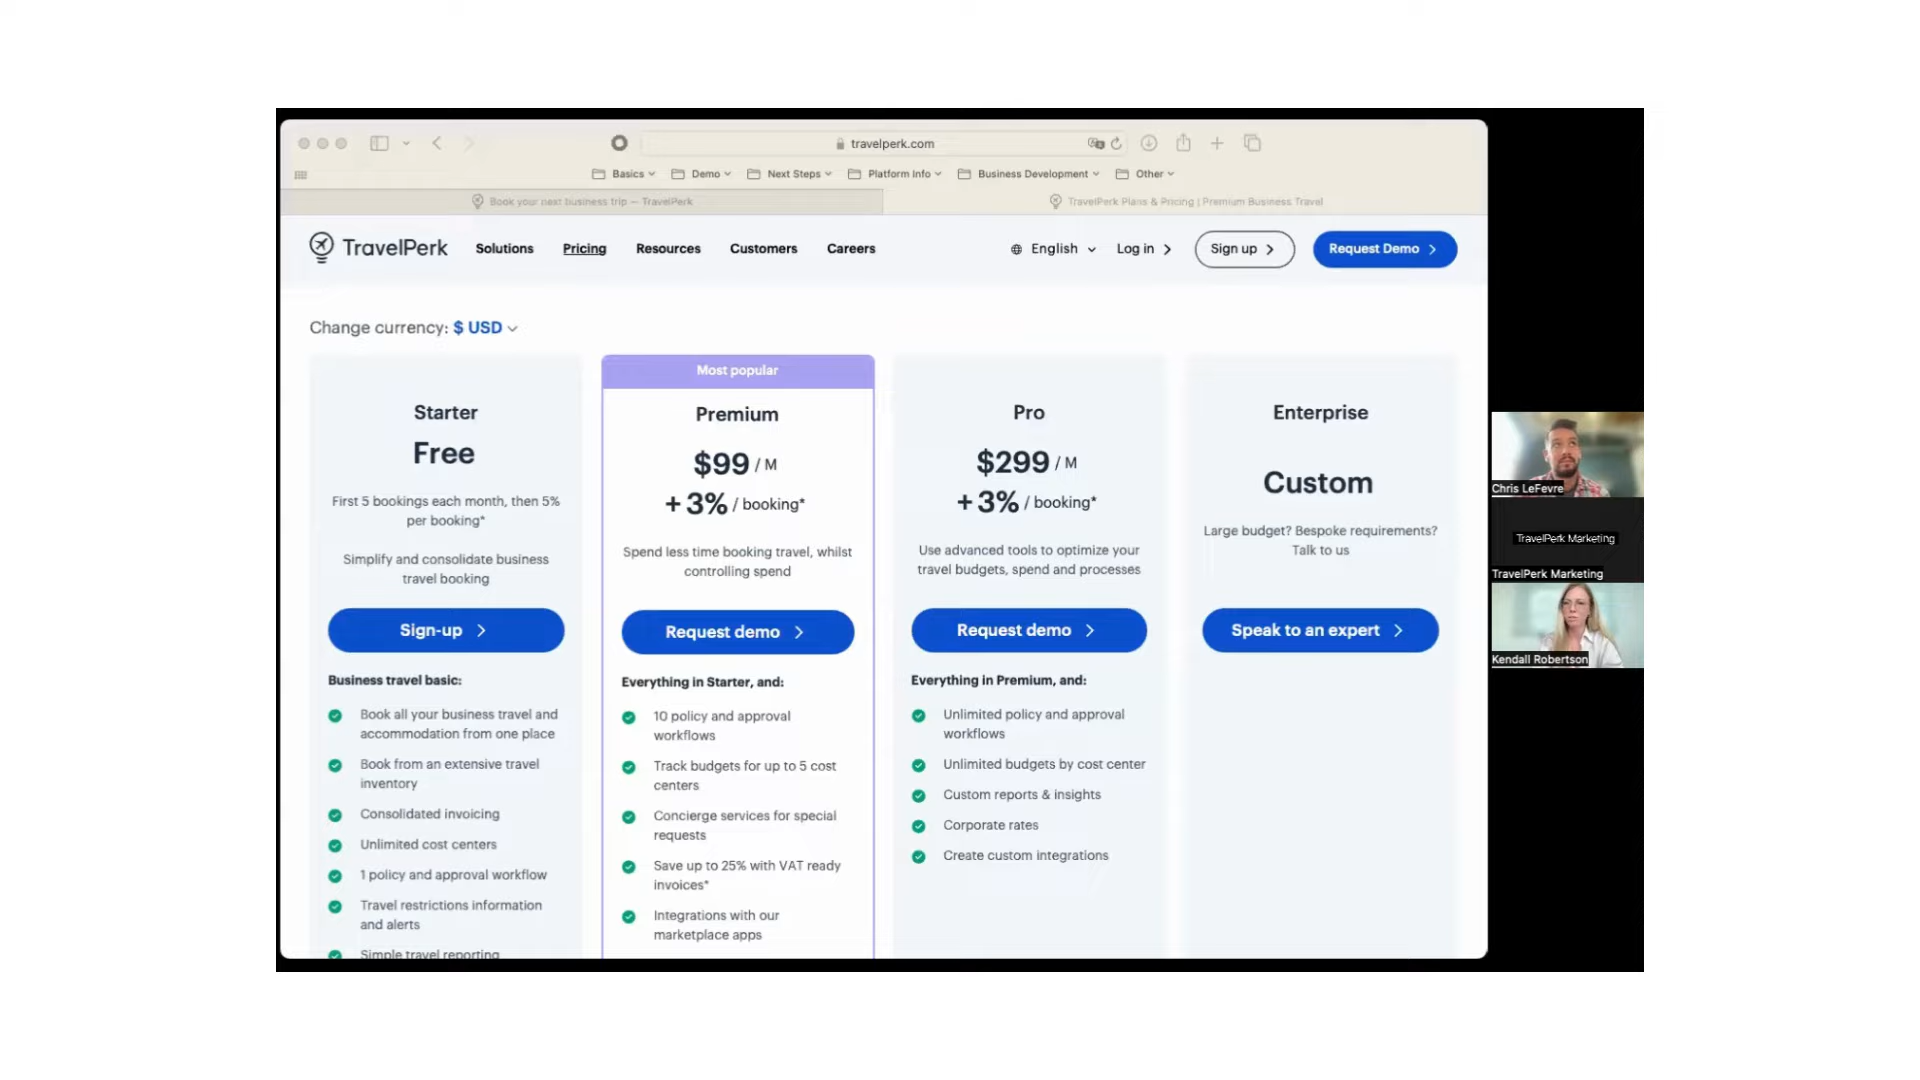 travelperk.com
Basics
Demo
Next Steps
Platform Info
Business Development
Other
Book your next business trip — TravelPerk
TravelPerk Plans & Pricing | Premium Business Travel
TravelPerk
Solutions
Pricing
Resources
Customers
Careers
English
Log in
Sign up
Request Demo
Change currency: $ USD
Starter
Free
First 5 bookings each month, then 5%
per booking*
Simplify and consolidate business
travel booking
Sign-up
Business travel basic:
Book all your business travel and
accommodation from one place
Book from an extensive travel
inventory
Consolidated invoicing
Unlimited cost centers
1 policy and approval workflow
Travel restrictions information
and alerts
Simple travel reporting
Most popular
Premium
$99 / M
+ 3% / booking*
Spend less time booking travel, whilst
controlling spend
Request demo
Everything in Starter, and:
10 policy and approval
workflows
Track budgets for up to 5 cost
centers
Concierge services for special
requests
Save up to 25% with VAT ready
invoices*
Integrations with our
marketplace apps
Pro
$299 / M
+ 3% / booking*
Use advanced tools to optimize your
travel budgets, spend and processes
Request demo
Everything in Premium, and:
Unlimited policy and approval
workflows
Unlimited budgets by cost center
Custom reports & insights
Corporate rates
Create custom integrations
Enterprise
Custom
Large budget? Bespoke requirements?
Talk to us
Speak to an expert
Chris LeFevre
TravelPerk Marketing
TravelPerk Marketing
Kendall Robertson